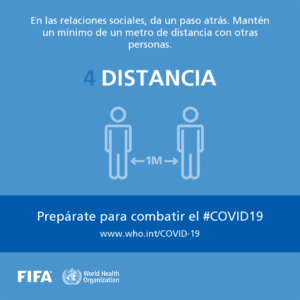 En las relaciones sociales, da un paso atrás. Mantén
un mínimo de un metro de distancia con otras
personas.
4 DISTANCIA
1M
Prepárate para combatir el #COVID19
www.who.int/COVID-19
FIFA®
World Health
Organization